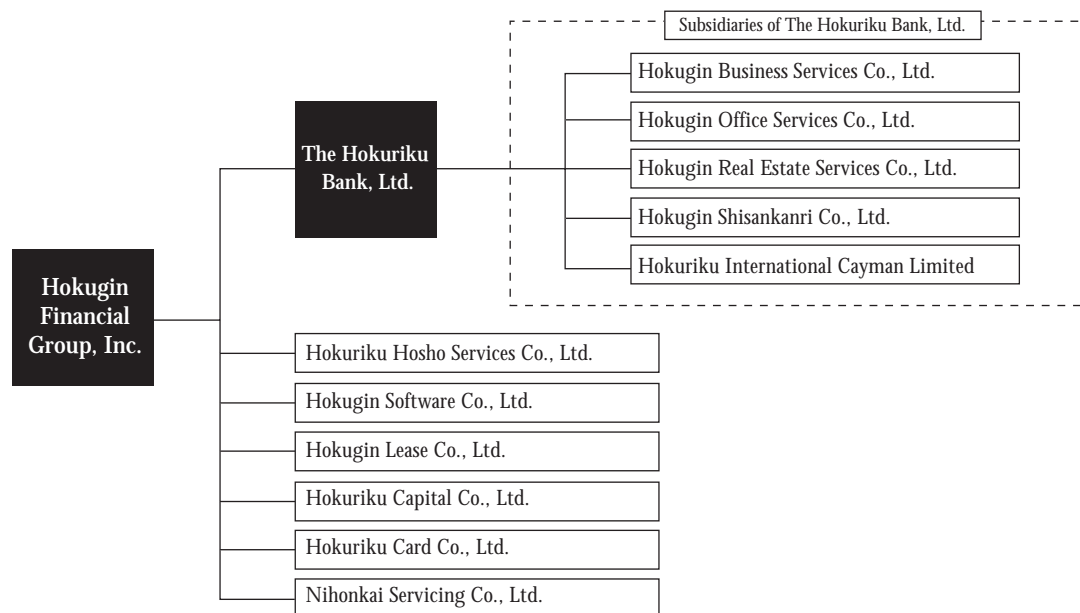 Subsidiaries of The Hokuriku Bank, Ltd.
Hokugin Business Services Co., Ltd.
Hokugin Office Services Co., Ltd.
The Hokuriku
Bank, Ltd.
Hokugin Real Estate Services Co., Ltd.
Hokugin Shisankanri Co., Ltd.
Hokuriku International Cayman Limited
Hokugin
Financial
Group, Inc.
Hokuriku Hosho Services Co., Ltd.
Hokugin Software Co., Ltd.
Hokugin Lease Co., Ltd.
Hokuriku Capital Co., Ltd.
Hokuriku Card Co., Ltd.
Nihonkai Servicing Co., Ltd.